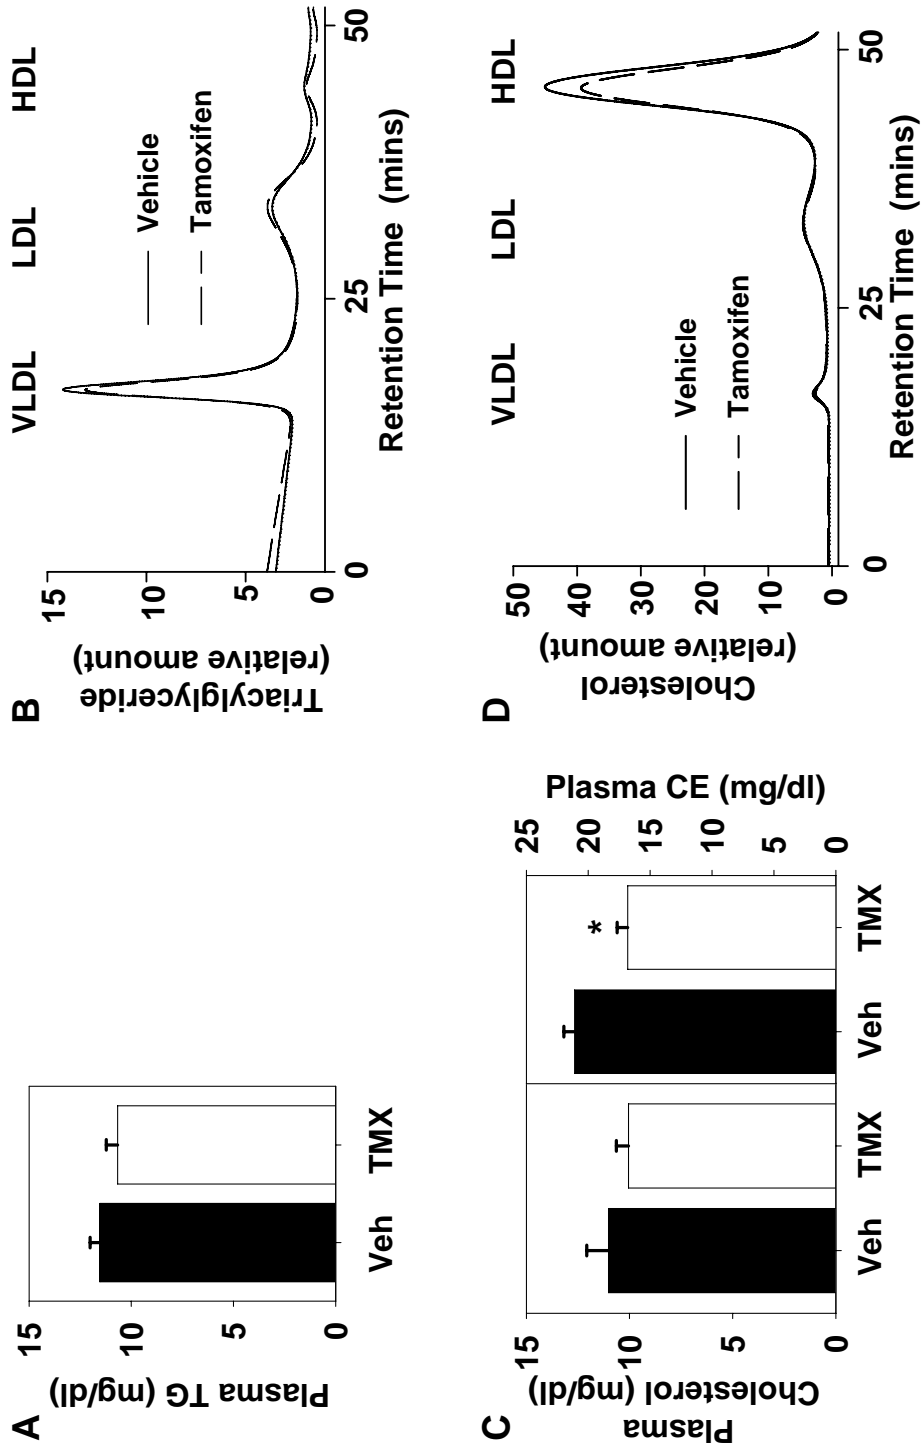 A
Plasma TG (mg/dl)
15
10
5
0
Veh
TMX
B
Triacylglyceride
(relative amount)
15
10
5
0
VLDL
LDL
HDL
Vehicle
Tamoxifen
0
25
50
Retention Time (mins)
C
Plasma
Cholesterol (mg/dl)
15
10
5
0
Veh
TMX
Veh
TMX
*
25
20
15
10
5
0
Plasma CE (mg/dl)
D
Cholesterol
(relative amount)
50
40
30
20
10
0
VLDL
LDL
HDL
Vehicle
Tamoxifen
0
25
50
Retention Time (mins)